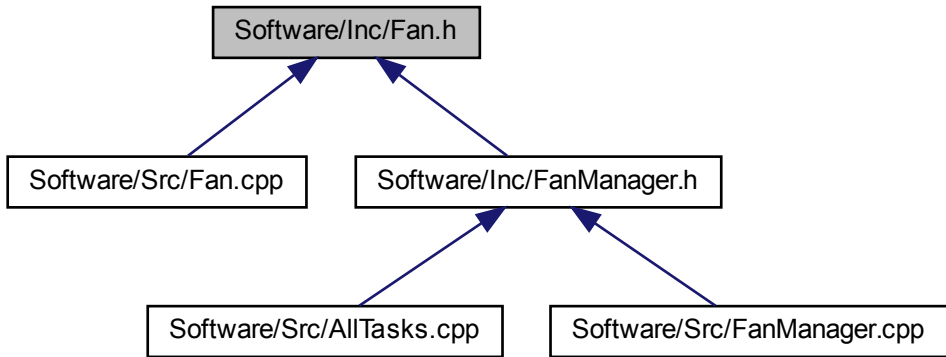 Software/Inc/Fan.h
Software/Src/Fan.cpp
Software/Inc/FanManager.h
Software/Src/AllTasks.cpp
Software/Src/FanManager.cpp